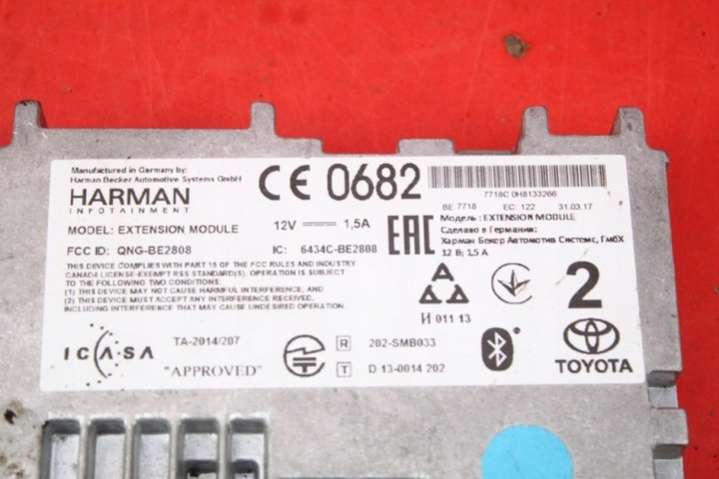 Manufactured in Germany by:
Harman Becker Automotive Systems GmbH
HARMAN
INFOTAINMENT
CE 0682
7718C 0H8133266
BE 7718 EC: 122 31.03.17
MODEL: EXTENSION MODULE 12V 1,5A
FCC ID: QNG-BE2808 IC: 6434C-BE2808
EAC
Модель: EXTENSION MODULE
Сделано в Германии:
Харман Бекер Аутомотив Системс, ГмбХ
12 В; 1,5 А
THIS DEVICE COMPLIES WITH PART 15 OF THE FCC RULES AND INDUSTRY
CANADA LICENSE-EXEMPT RSS STANDARD(S). OPERATION IS SUBJECT
TO THE FOLLOWING TWO CONDITIONS:
(1) THIS DEVICE MAY NOT CAUSE HARMFUL INTERFERENCE, AND
(2) THIS DEVICE MUST ACCEPT ANY INTERFERENCE RECEIVED,
INCLUDING INTERFERENCE THAT MAY CAUSE UNDESIRED OPERATION.
A
И 011 13
2
ICASA
TA-2014/207
"APPROVED"
R 202-SMB033
T D 13-0014 202
TOYOTA